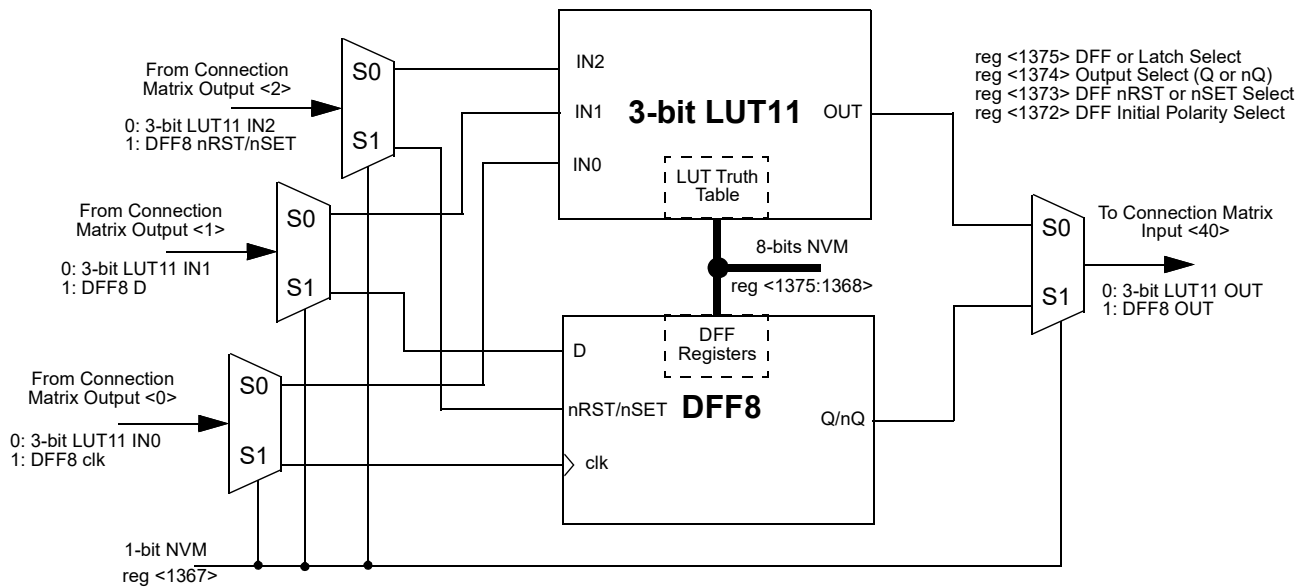 From Connection
Matrix Output <2>
0: 3-bit LUT11 IN2
1: DFF8 nRST/nSET
S0
S1
From Connection
Matrix Output <1>
0: 3-bit LUT11 IN1
1: DFF8 D
S0
S1
From Connection
Matrix Output <0>
0: 3-bit LUT11 IN0
1: DFF8 clk
S0
S1
1-bit NVM
reg <1367>
IN2
IN1
IN0
3-bit LUT11
OUT
LUT Truth
Table
8-bits NVM
reg <1375:1368>
DFF
Registers
D
nRST/nSET
clk
DFF8
Q/nQ
reg <1375> DFF or Latch Select
reg <1374> Output Select (Q or nQ)
reg <1373> DFF nRST or nSET Select
reg <1372> DFF Initial Polarity Select
S0
S1
To Connection Matrix
Input <40>
0: 3-bit LUT11 OUT
1: DFF8 OUT